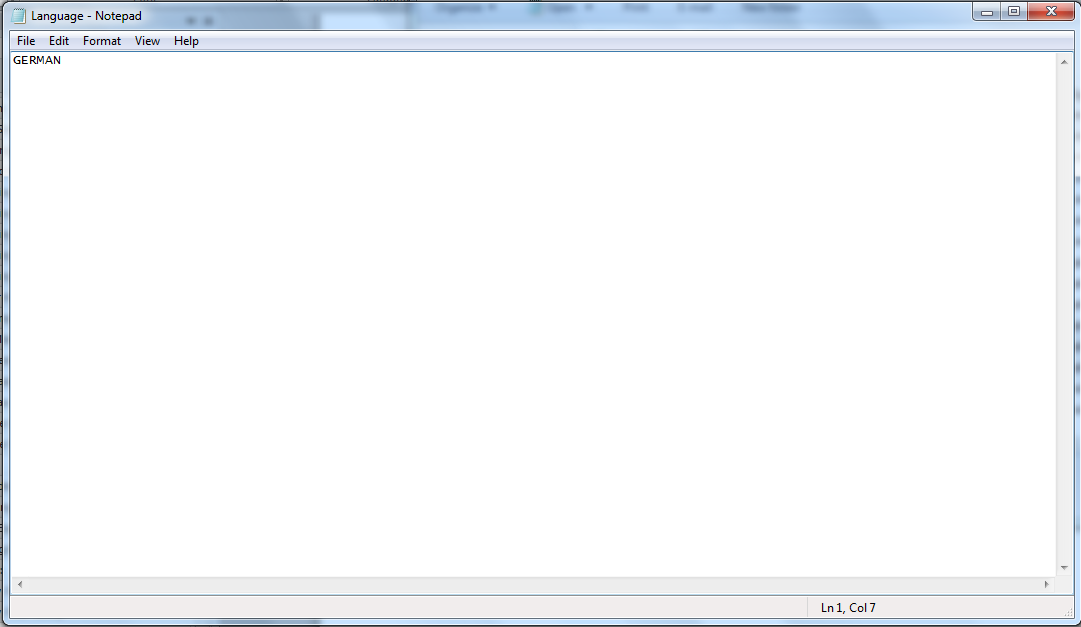 Language - Notepad
File Edit Format View Help
GERMAN
Ln 1, Col 7